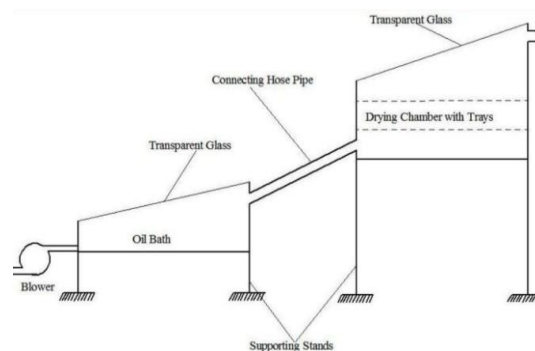 Transparent Glass
Connecting Hose Pipe
Drying Chamber with Trays
Transparent Glass
Oil Bath
Blower
Supporting Stands